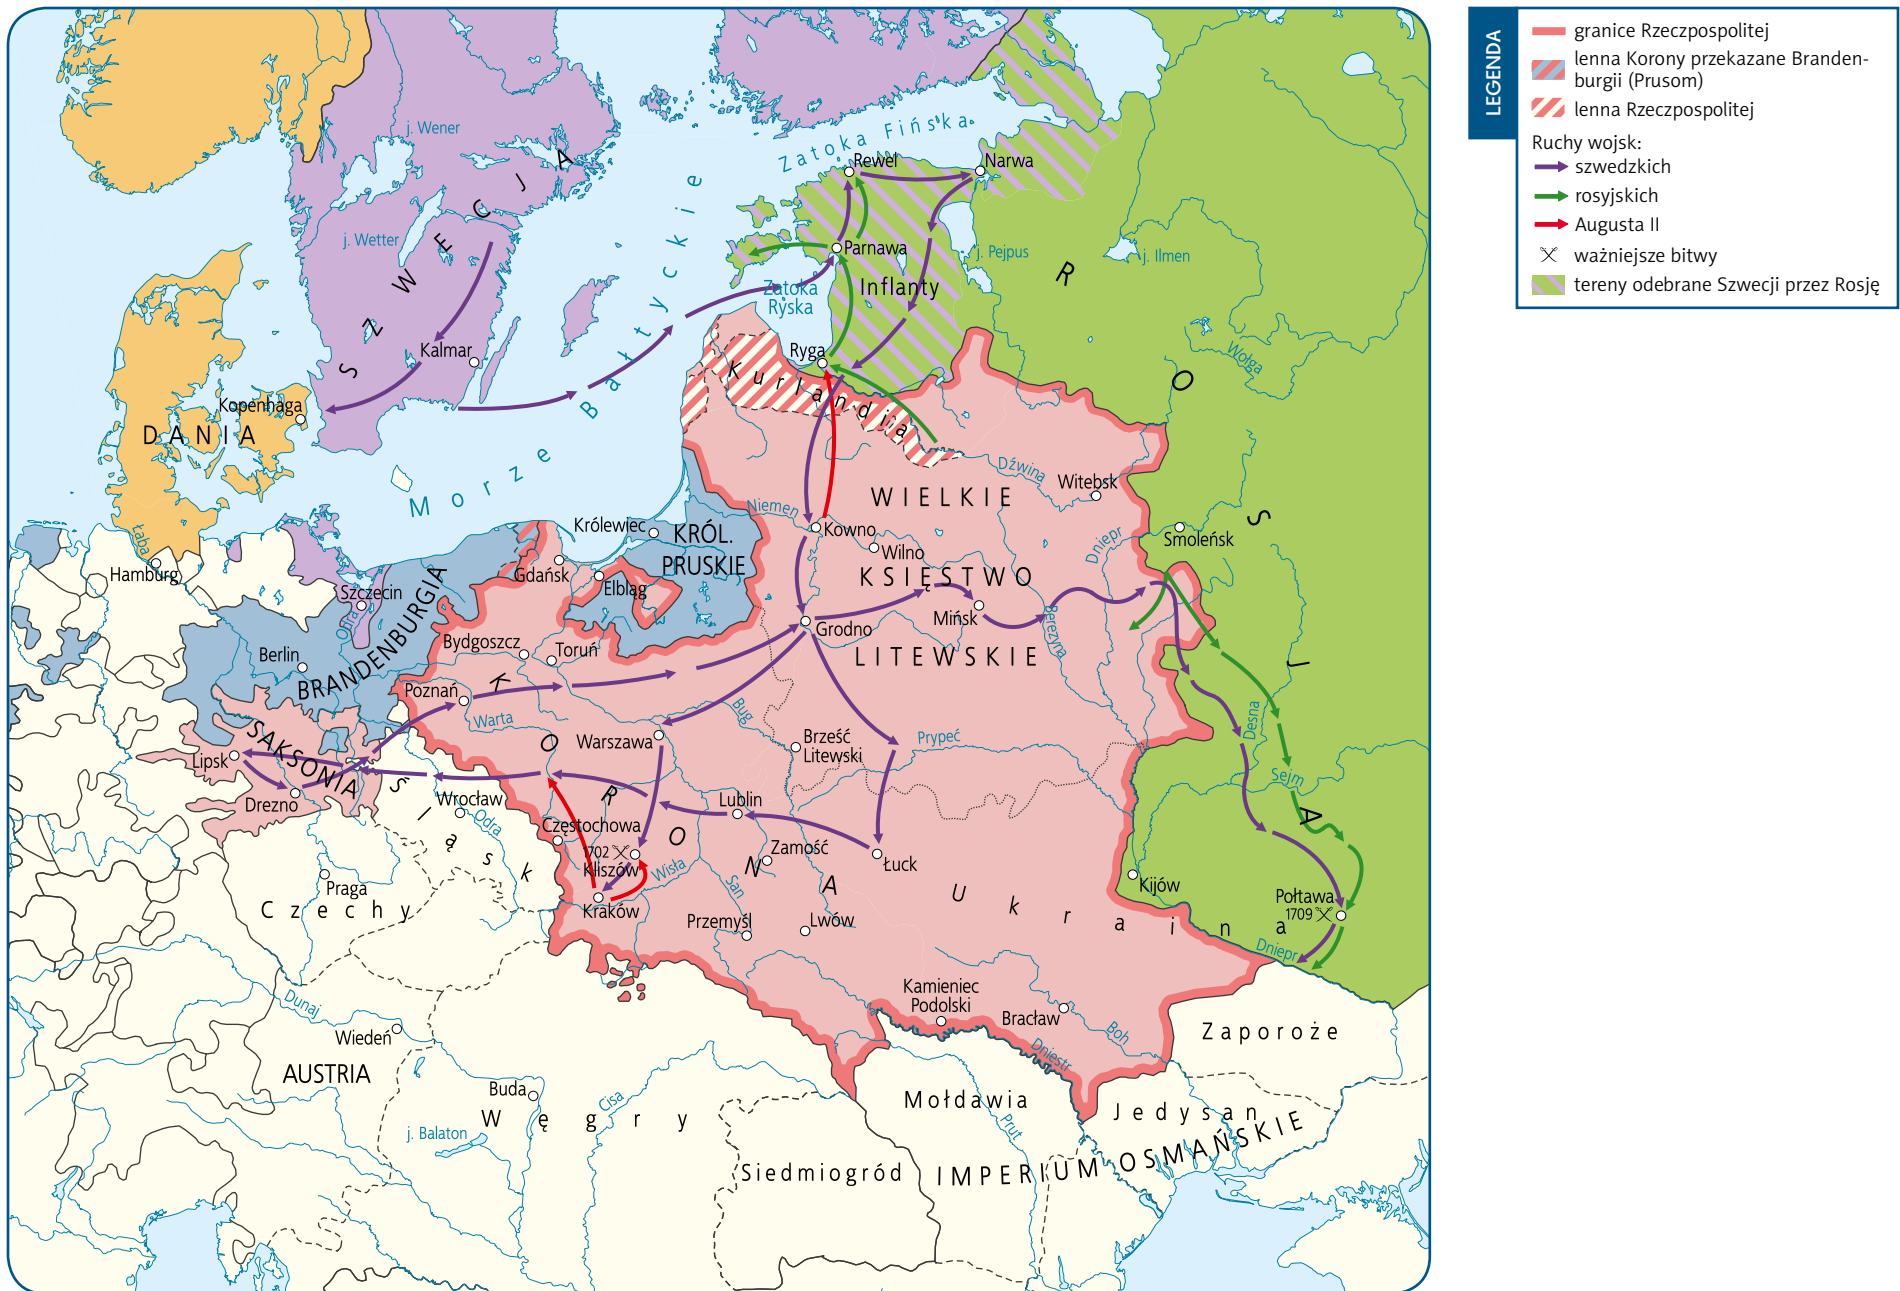 LEGENDA
granice Rzeczpospolitej
lenna Korony przekazane Branden-
burgii (Prusom)
lenna Rzeczpospolitej
Ruchy wojsk:
szwedzkich
rosyjskich
Augusta II
ważniejsze bitwy
tereny odebrane Szwecji przez Rosję
j. Wener
SZWECJA
Zatoka Fińska
Rewel
Narwa
j. Wetter
Parnawa
j. Pejpus
j. Ilmen
ROSJA
Inflanty
Zatoka
Ryska
Morze Bałtyckie
Kalmar
Ryga
Wołga
Kurlandia
Kopenhaga
DANIA
Dźwina
Witebsk
WIELKIE
Niemen
Królewiec
KRÓL.
PRUSKIE
Kowno
Dniepr
Smoleńsk
Łaba
Hamburg
Wilno
Gdańsk
KSIĘSTWO
Elbląg
Szczecin
Odra
BRANDENBURGIA
Mińsk
Berezyna
Grodno
Bydgoszcz
Toruń
Berlin
LITEWSKIE
Poznań
KORONA
Warta
Bug
Desna
SAKSONIA
Warszawa
Brześć
Litewski
Prypeć
Lipsk
Sejm
Drezno
Śląsk
Wrocław
Odra
Lublin
Częstochowa
1702
Kliszów
Zamość
Wisła
Łuck
San
Praga
Kijów
Czechy
Kraków
Ukraina
Połtawa
1709
Przemyśl
Lwów
Dniepr
Kamieniec
Podolski
Bracław
Boh
Dunaj
Wiedeń
Zaporoże
Dniestr
AUSTRIA
Buda
Cisa
Mołdawia
Jedysan
Węgry
Prut
j. Balaton
Siedmiogród
IMPERIUM OSMAŃSKIE